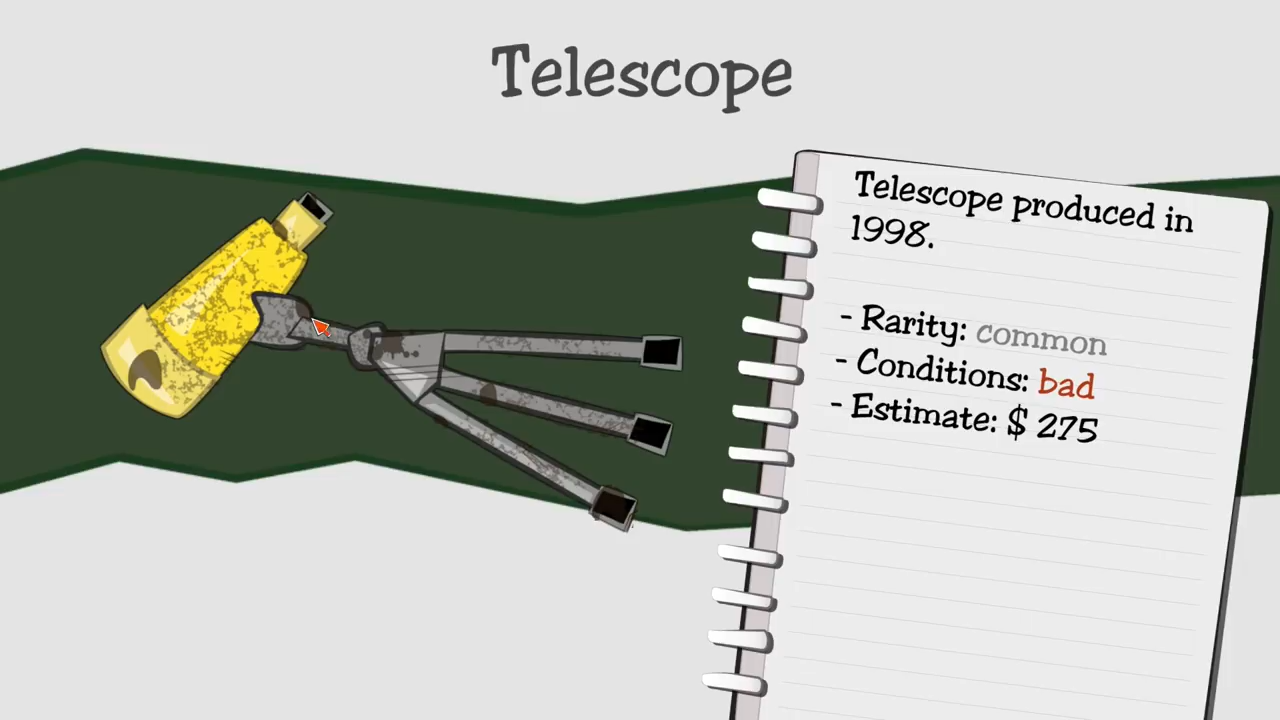 Telescope
Telescope produced in
1998.
- Rarity: common
- Conditions: bad
- Estimate: $ 275